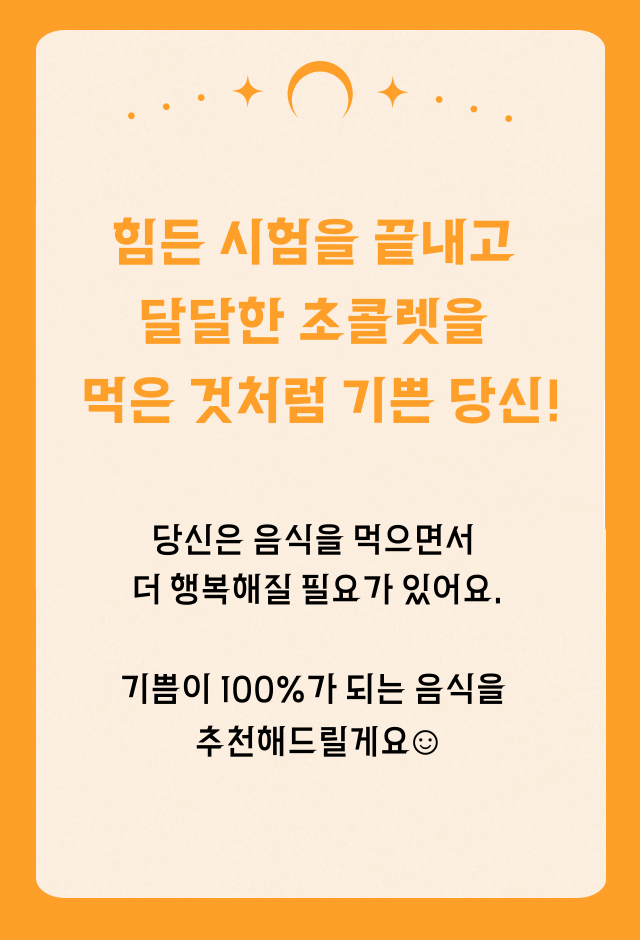 힘든 시험을 끝내고
달달한 초콜렛을
먹은 것처럼 기쁜 당신!
당신은 음식을 먹으면서
더 행복해질 필요가 있어요.
기쁨이 100%가 되는 음식을
추천해드릴게요☺